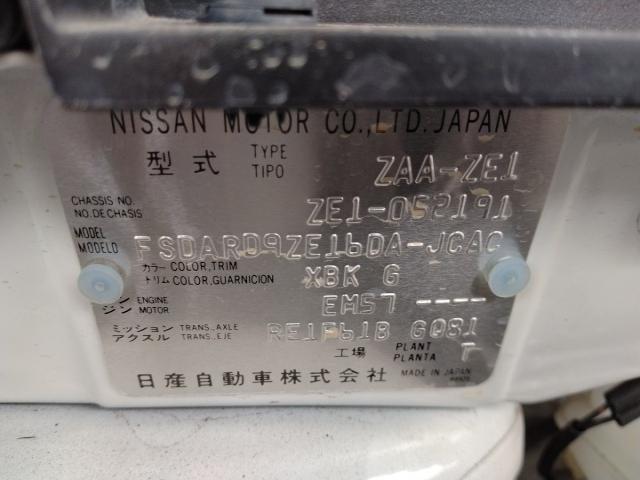 NISSAN MOTOR CO.,LTD.JAPAN
型式 TYPE TIPO ZAA-ZE1
CHASSIS NO. NO.DE CHASIS ZE1-052191
MODEL MODELO FSDARD9ZE16DA-JCAC
カラー COLOR,TRIM トリム COLOR,GUARNICION XBK G
ジン ENGINE ジン MOTOR EM57 ----
ミッション TRANS.,AXLE アクスル TRANS.,EJE RE1F61B GQ81
工場 PLANT PLANTA T
日産自動車株式会社 MADE IN JAPAN